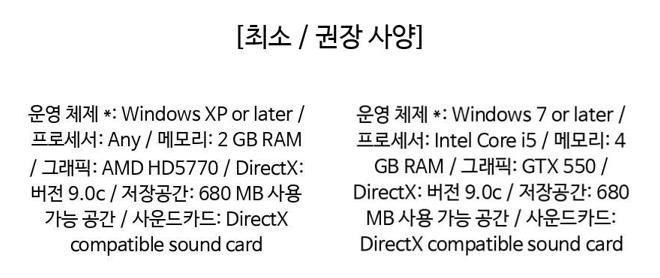 [최소 / 권장 사양]
운영 체제 *: Windows XP or later /
프로세서: Any / 메모리: 2 GB RAM
/ 그래픽: AMD HD5770 / DirectX:
버전 9.0c / 저장공간: 680 MB 사용
가능 공간 / 사운드카드: DirectX
compatible sound card
운영 체제 *: Windows 7 or later /
프로세서: Intel Core i5 / 메모리: 4
GB RAM / 그래픽: GTX 550 /
DirectX: 버전 9.0c / 저장공간: 680
MB 사용 가능 공간 / 사운드카드:
DirectX compatible sound card